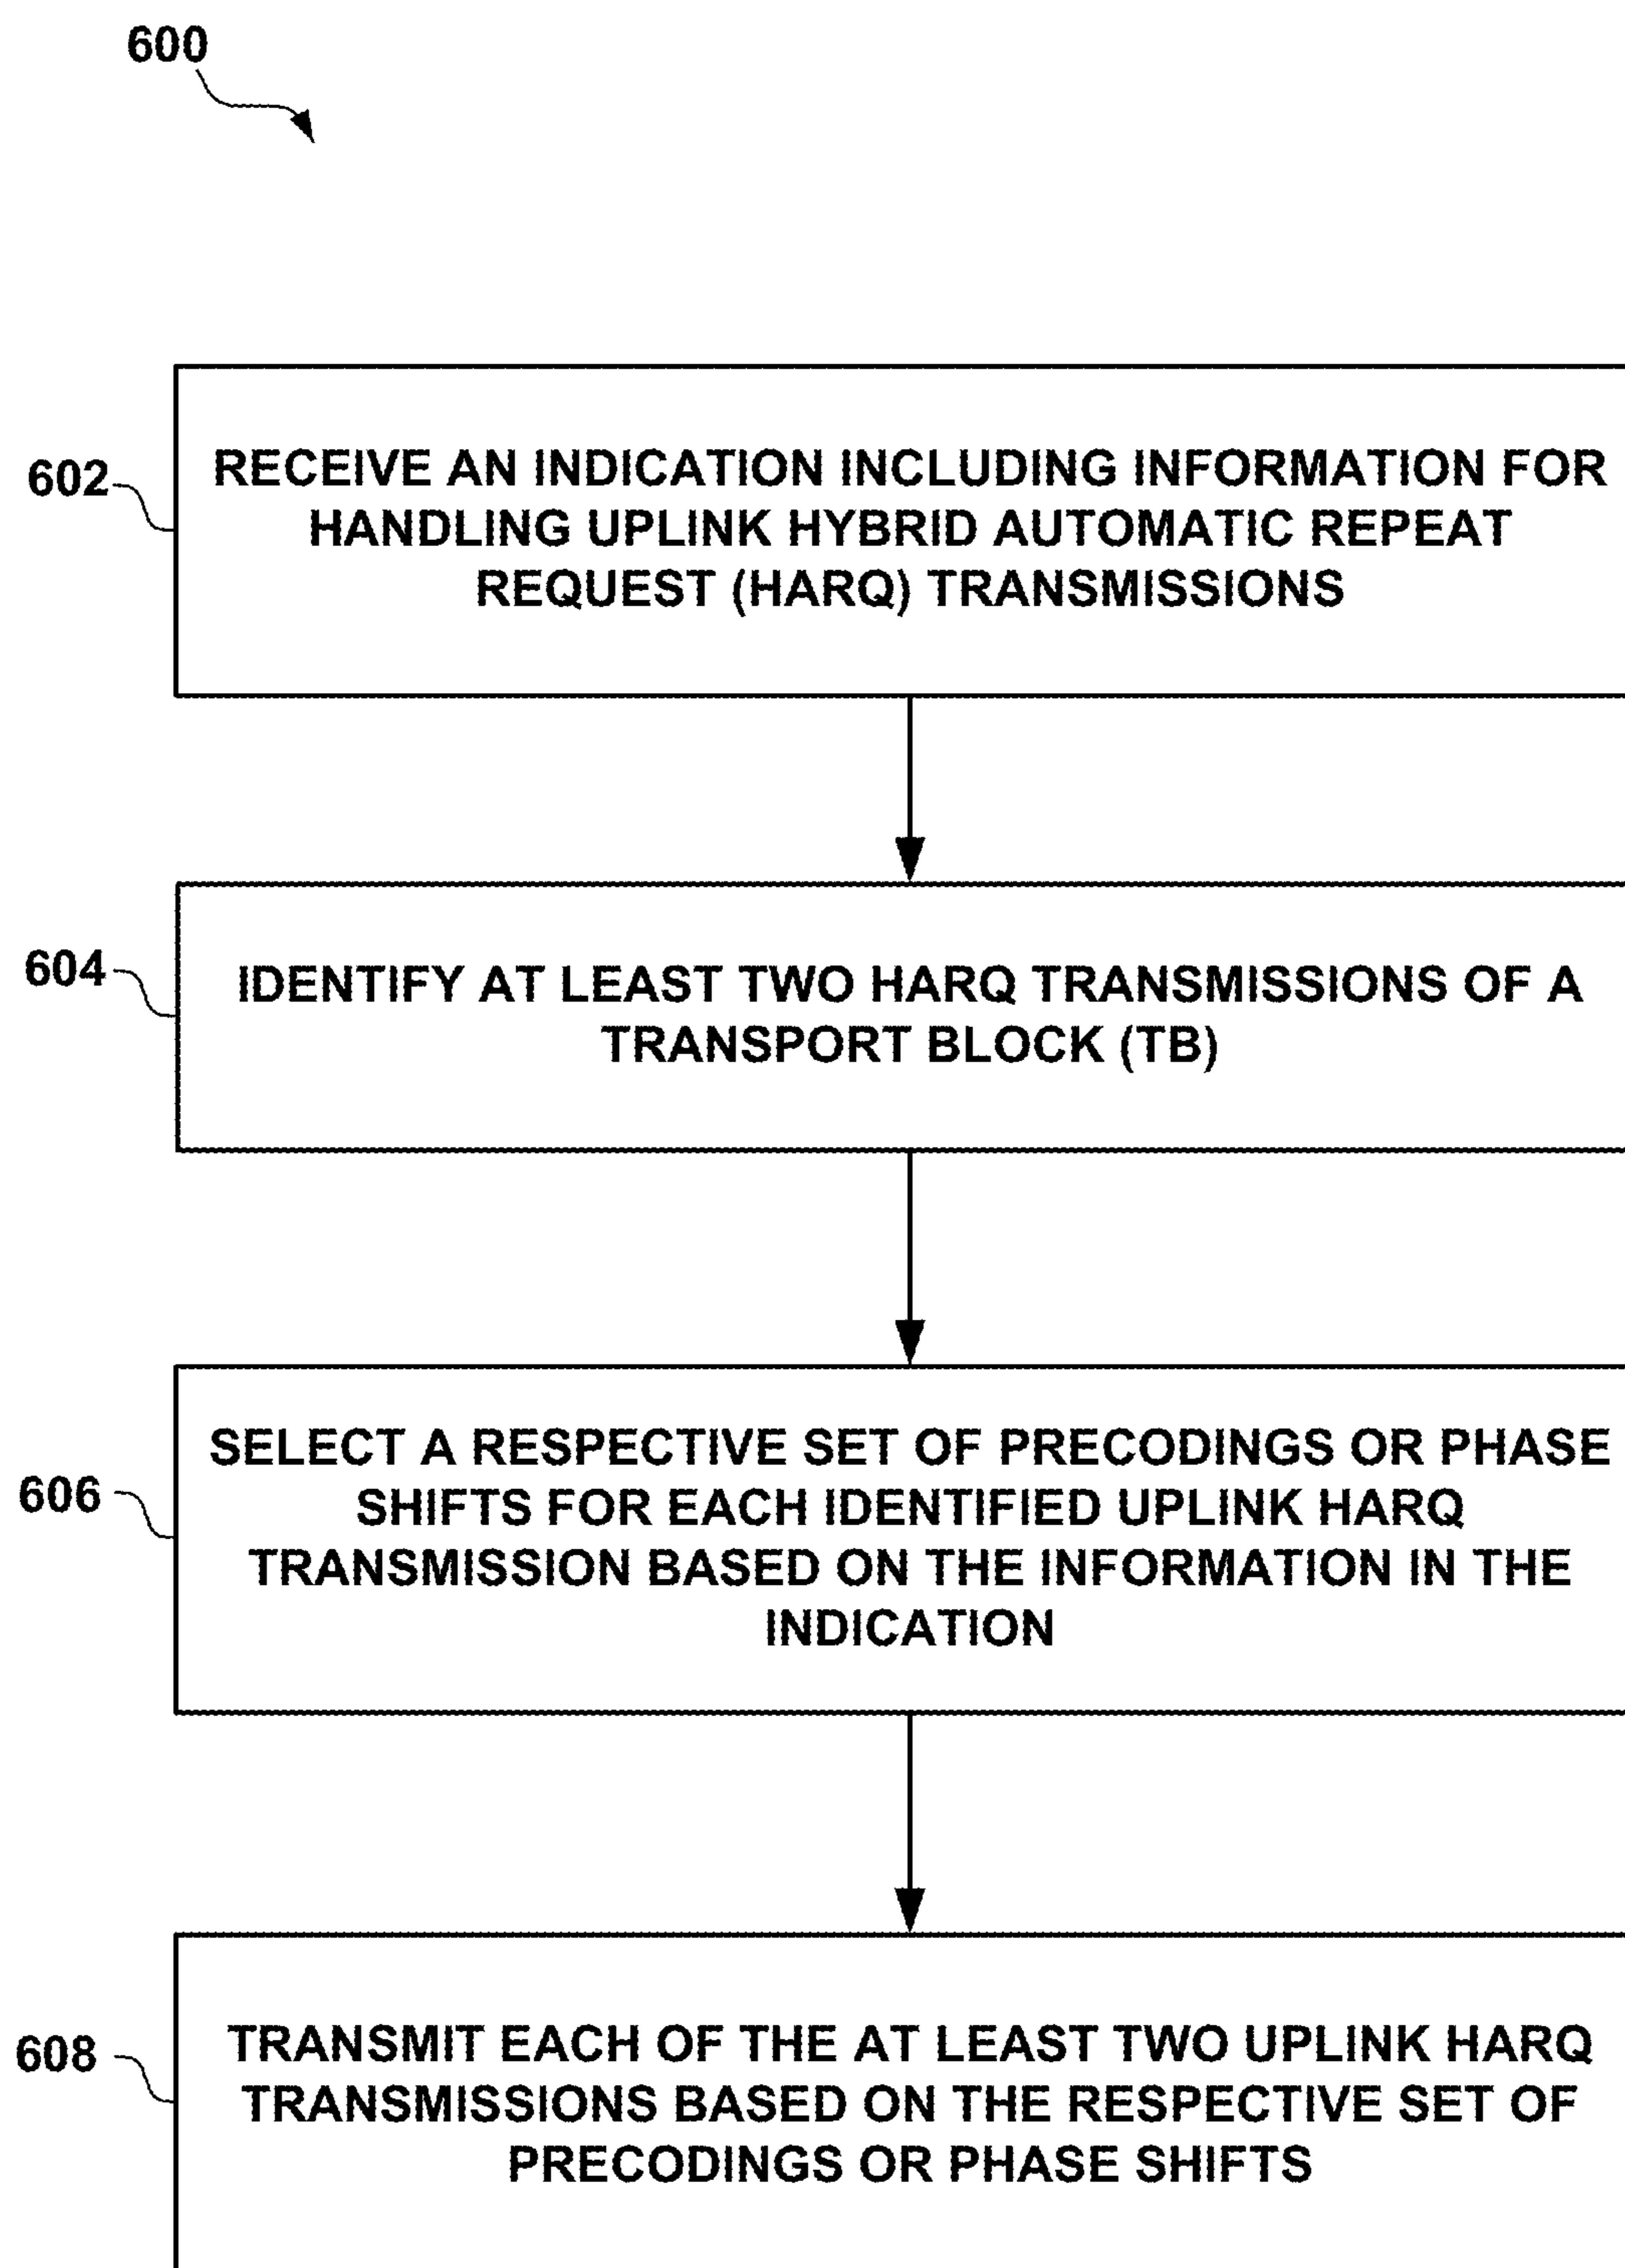 600
602
RECEIVE AN INDICATION INCLUDING INFORMATION FOR
HANDLING UPLINK HYBRID AUTOMATIC REPEAT
REQUEST (HARQ) TRANSMISSIONS
604
IDENTIFY AT LEAST TWO HARQ TRANSMISSIONS OF A
TRANSPORT BLOCK (TB)
606
SELECT A RESPECTIVE SET OF PRECODINGS OR PHASE
SHIFTS FOR EACH IDENTIFIED UPLINK HARQ
TRANSMISSION BASED ON THE INFORMATION IN THE
INDICATION
608
TRANSMIT EACH OF THE AT LEAST TWO UPLINK HARQ
TRANSMISSIONS BASED ON THE RESPECTIVE SET OF
PRECODINGS OR PHASE SHIFTS